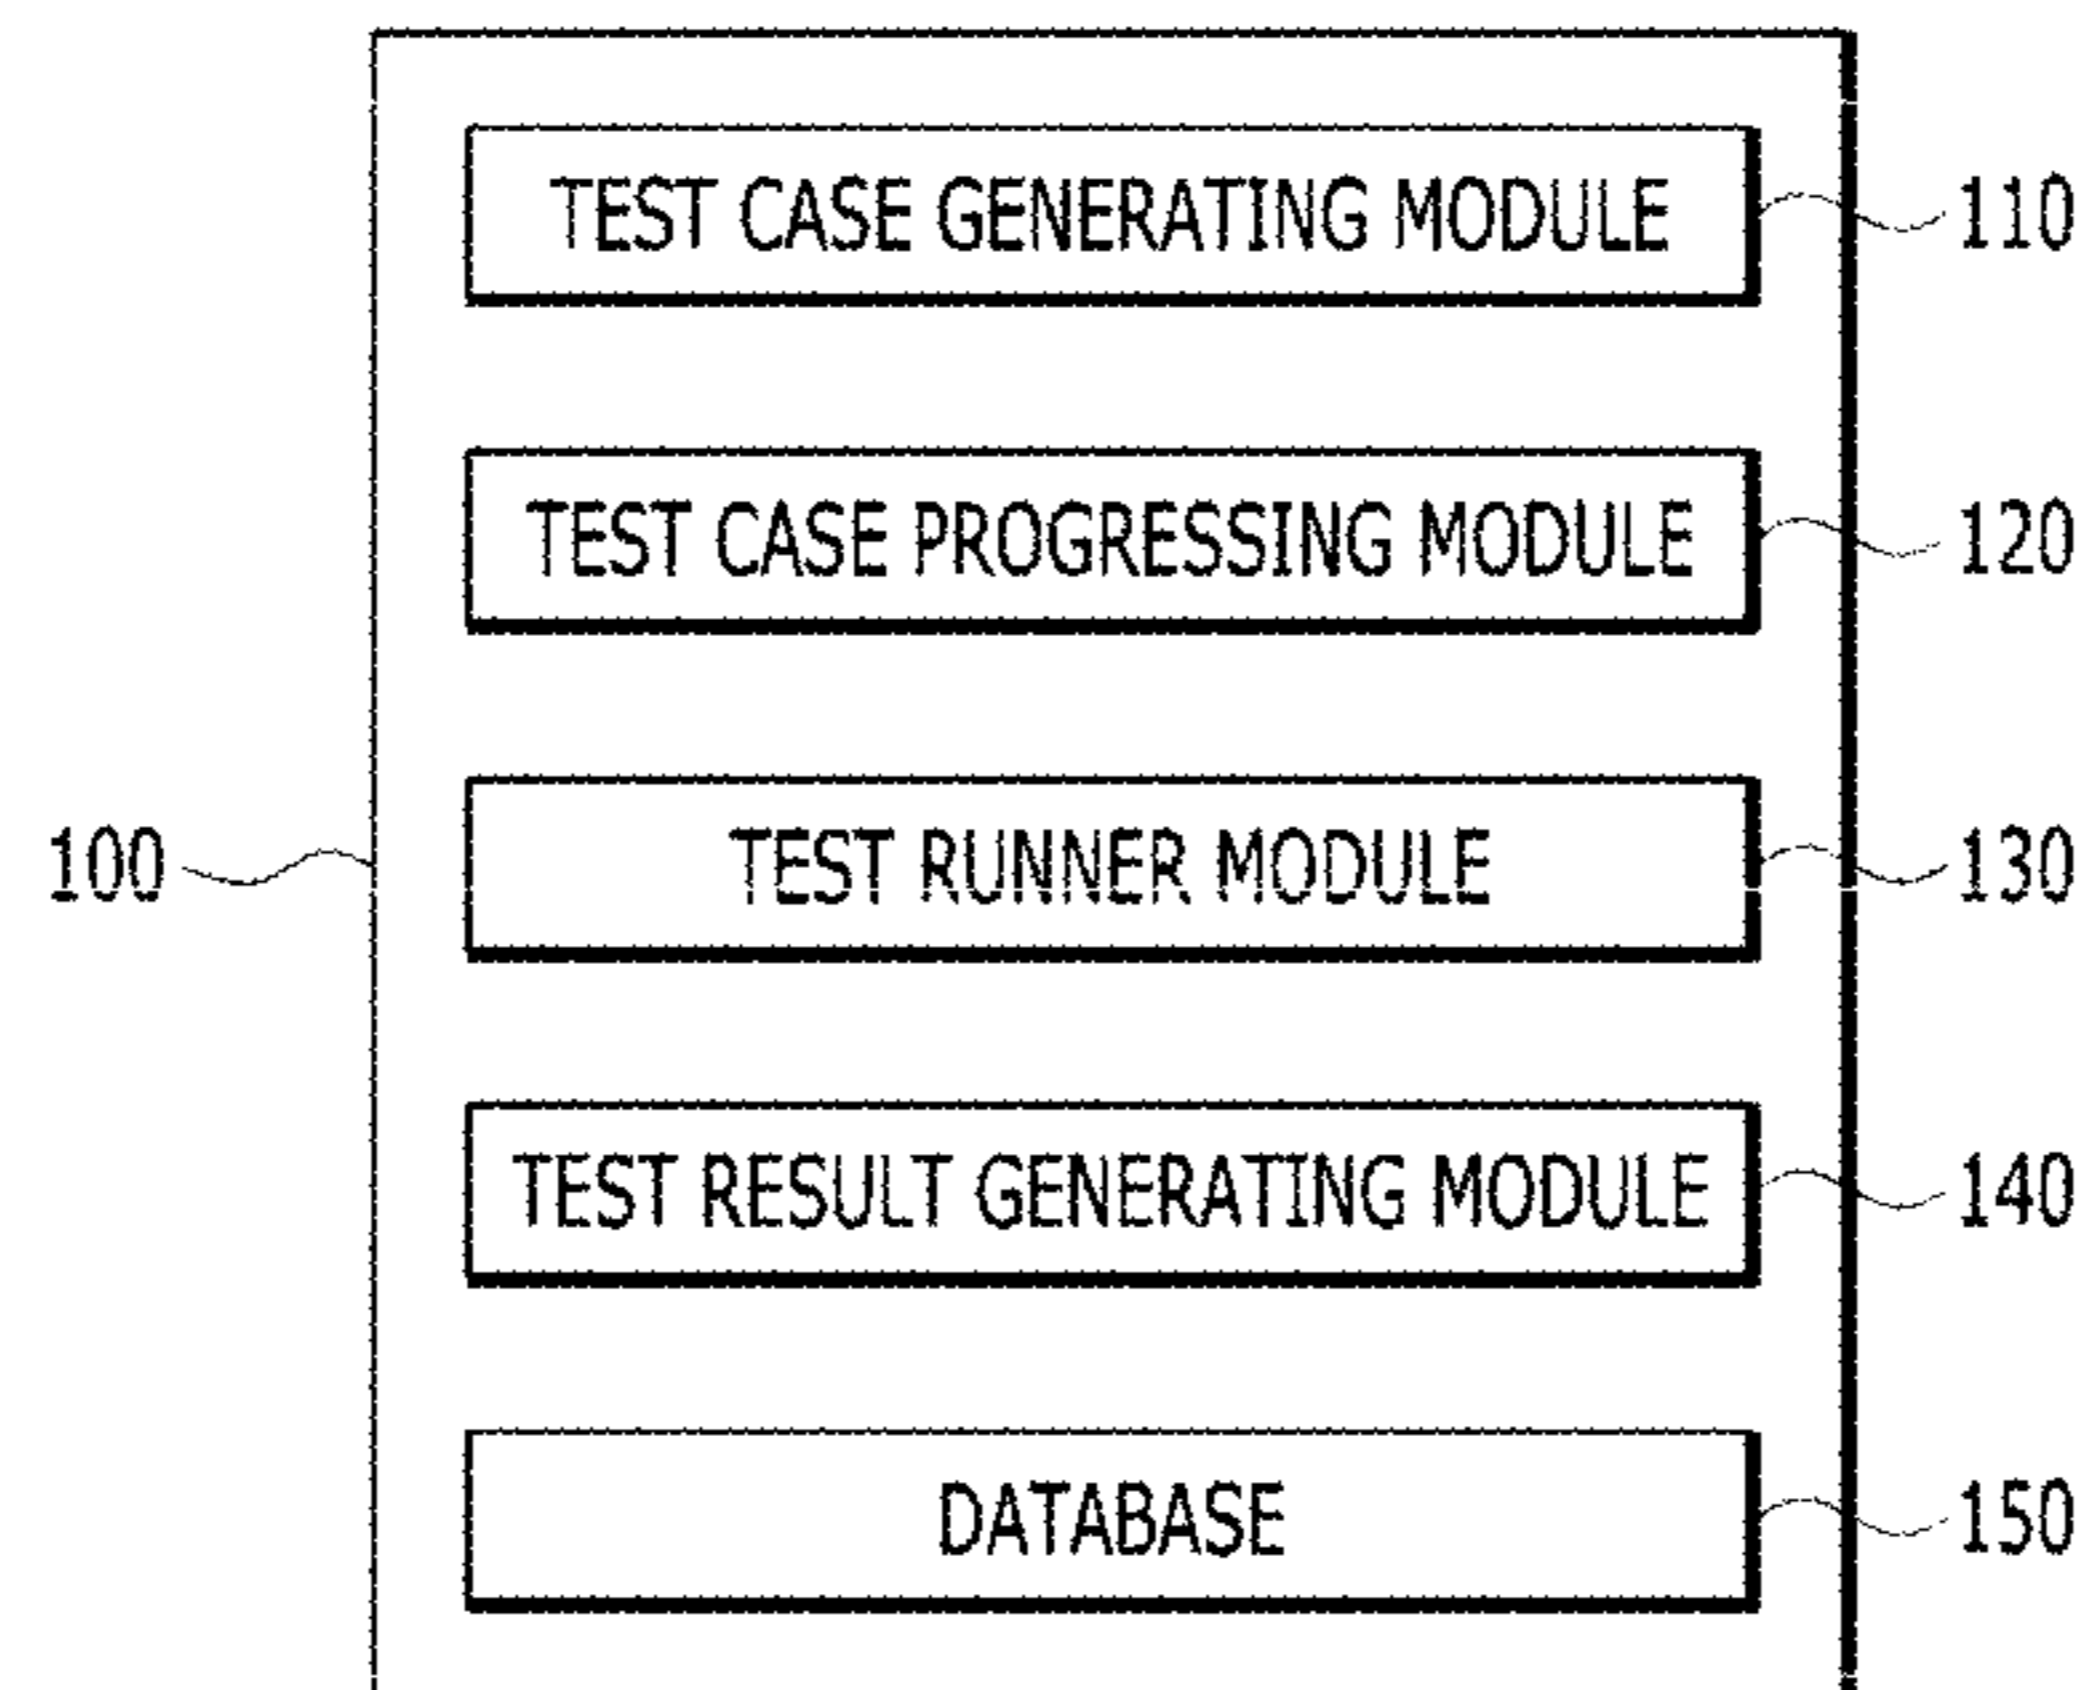 TEST CASE GENERATING MODULE 110
TEST CASE PROGRESSING MODULE 120
100 TEST RUNNER MODULE 130
TEST RESULT GENERATING MODULE 140
DATABASE 150